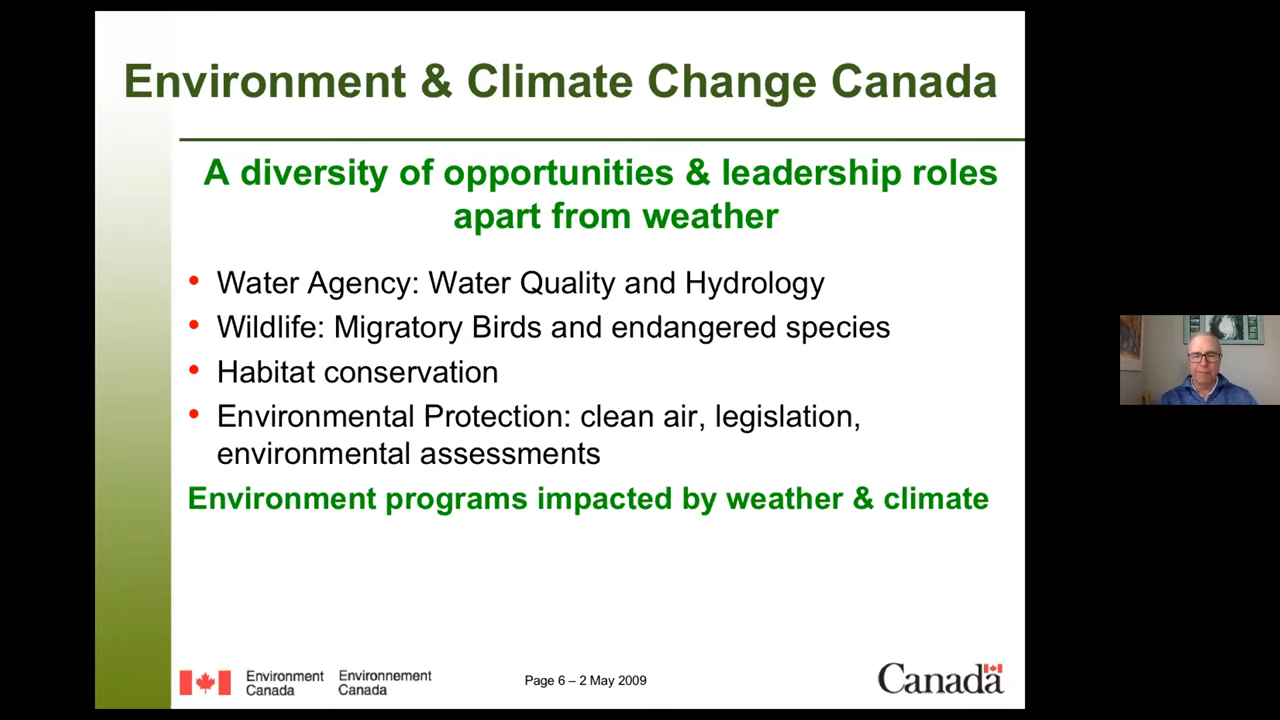 Environment & Climate Change Canada
A diversity of opportunities & leadership roles
apart from weather
• Water Agency: Water Quality and Hydrology
• Wildlife: Migratory Birds and endangered species
• Habitat conservation
• Environmental Protection: clean air, legislation,
environmental assessments
Environment programs impacted by weather & climate
Environment Environnement
Canada Canada
Page 6 – 2 May 2009
Canada